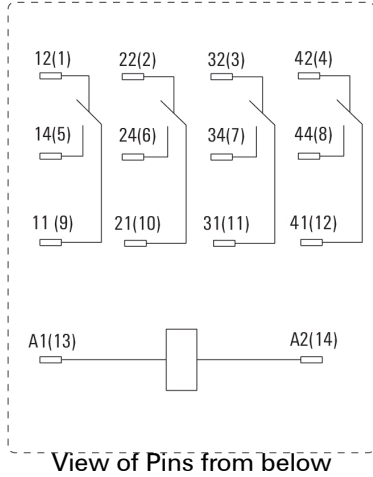 12(1) 22(2) 32(3) 42(4)
14(5) 24(6) 34(7) 44(8)
11 (9) 21(10) 31(11) 41(12)
A1(13) A2(14)
View of Pins from below